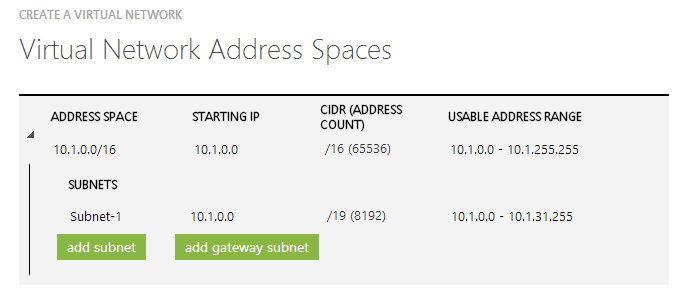 CREATE A VIRTUAL NETWORK
Virtual Network Address Spaces
ADDRESS SPACE STARTING IP CIDR (ADDRESS COUNT) USABLE ADDRESS RANGE
10.1.0.0/16 10.1.0.0 /16 (65536) 10.1.0.0 - 10.1.255.255
SUBNETS
Subnet-1 10.1.0.0 /19 (8192) 10.1.0.0 - 10.1.31.255
add subnet add gateway subnet